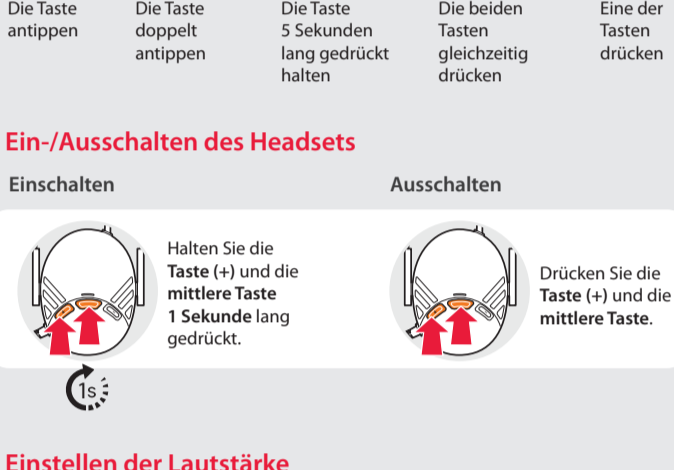 Die Taste
antippen
Die Taste
doppelt
antippen
Die Taste
5 Sekunden
lang gedrückt
halten
Die beiden
Tasten
gleichzeitig
drücken
Eine der
Tasten
drücken
Ein-/Ausschalten des Headsets
Einschalten
Halten Sie die
Taste (+) und die
mittlere Taste
1 Sekunde lang
gedrückt.
1s
Ausschalten
Drücken Sie die
Taste (+) und die
mittlere Taste.
Einstellen der Lautstärke